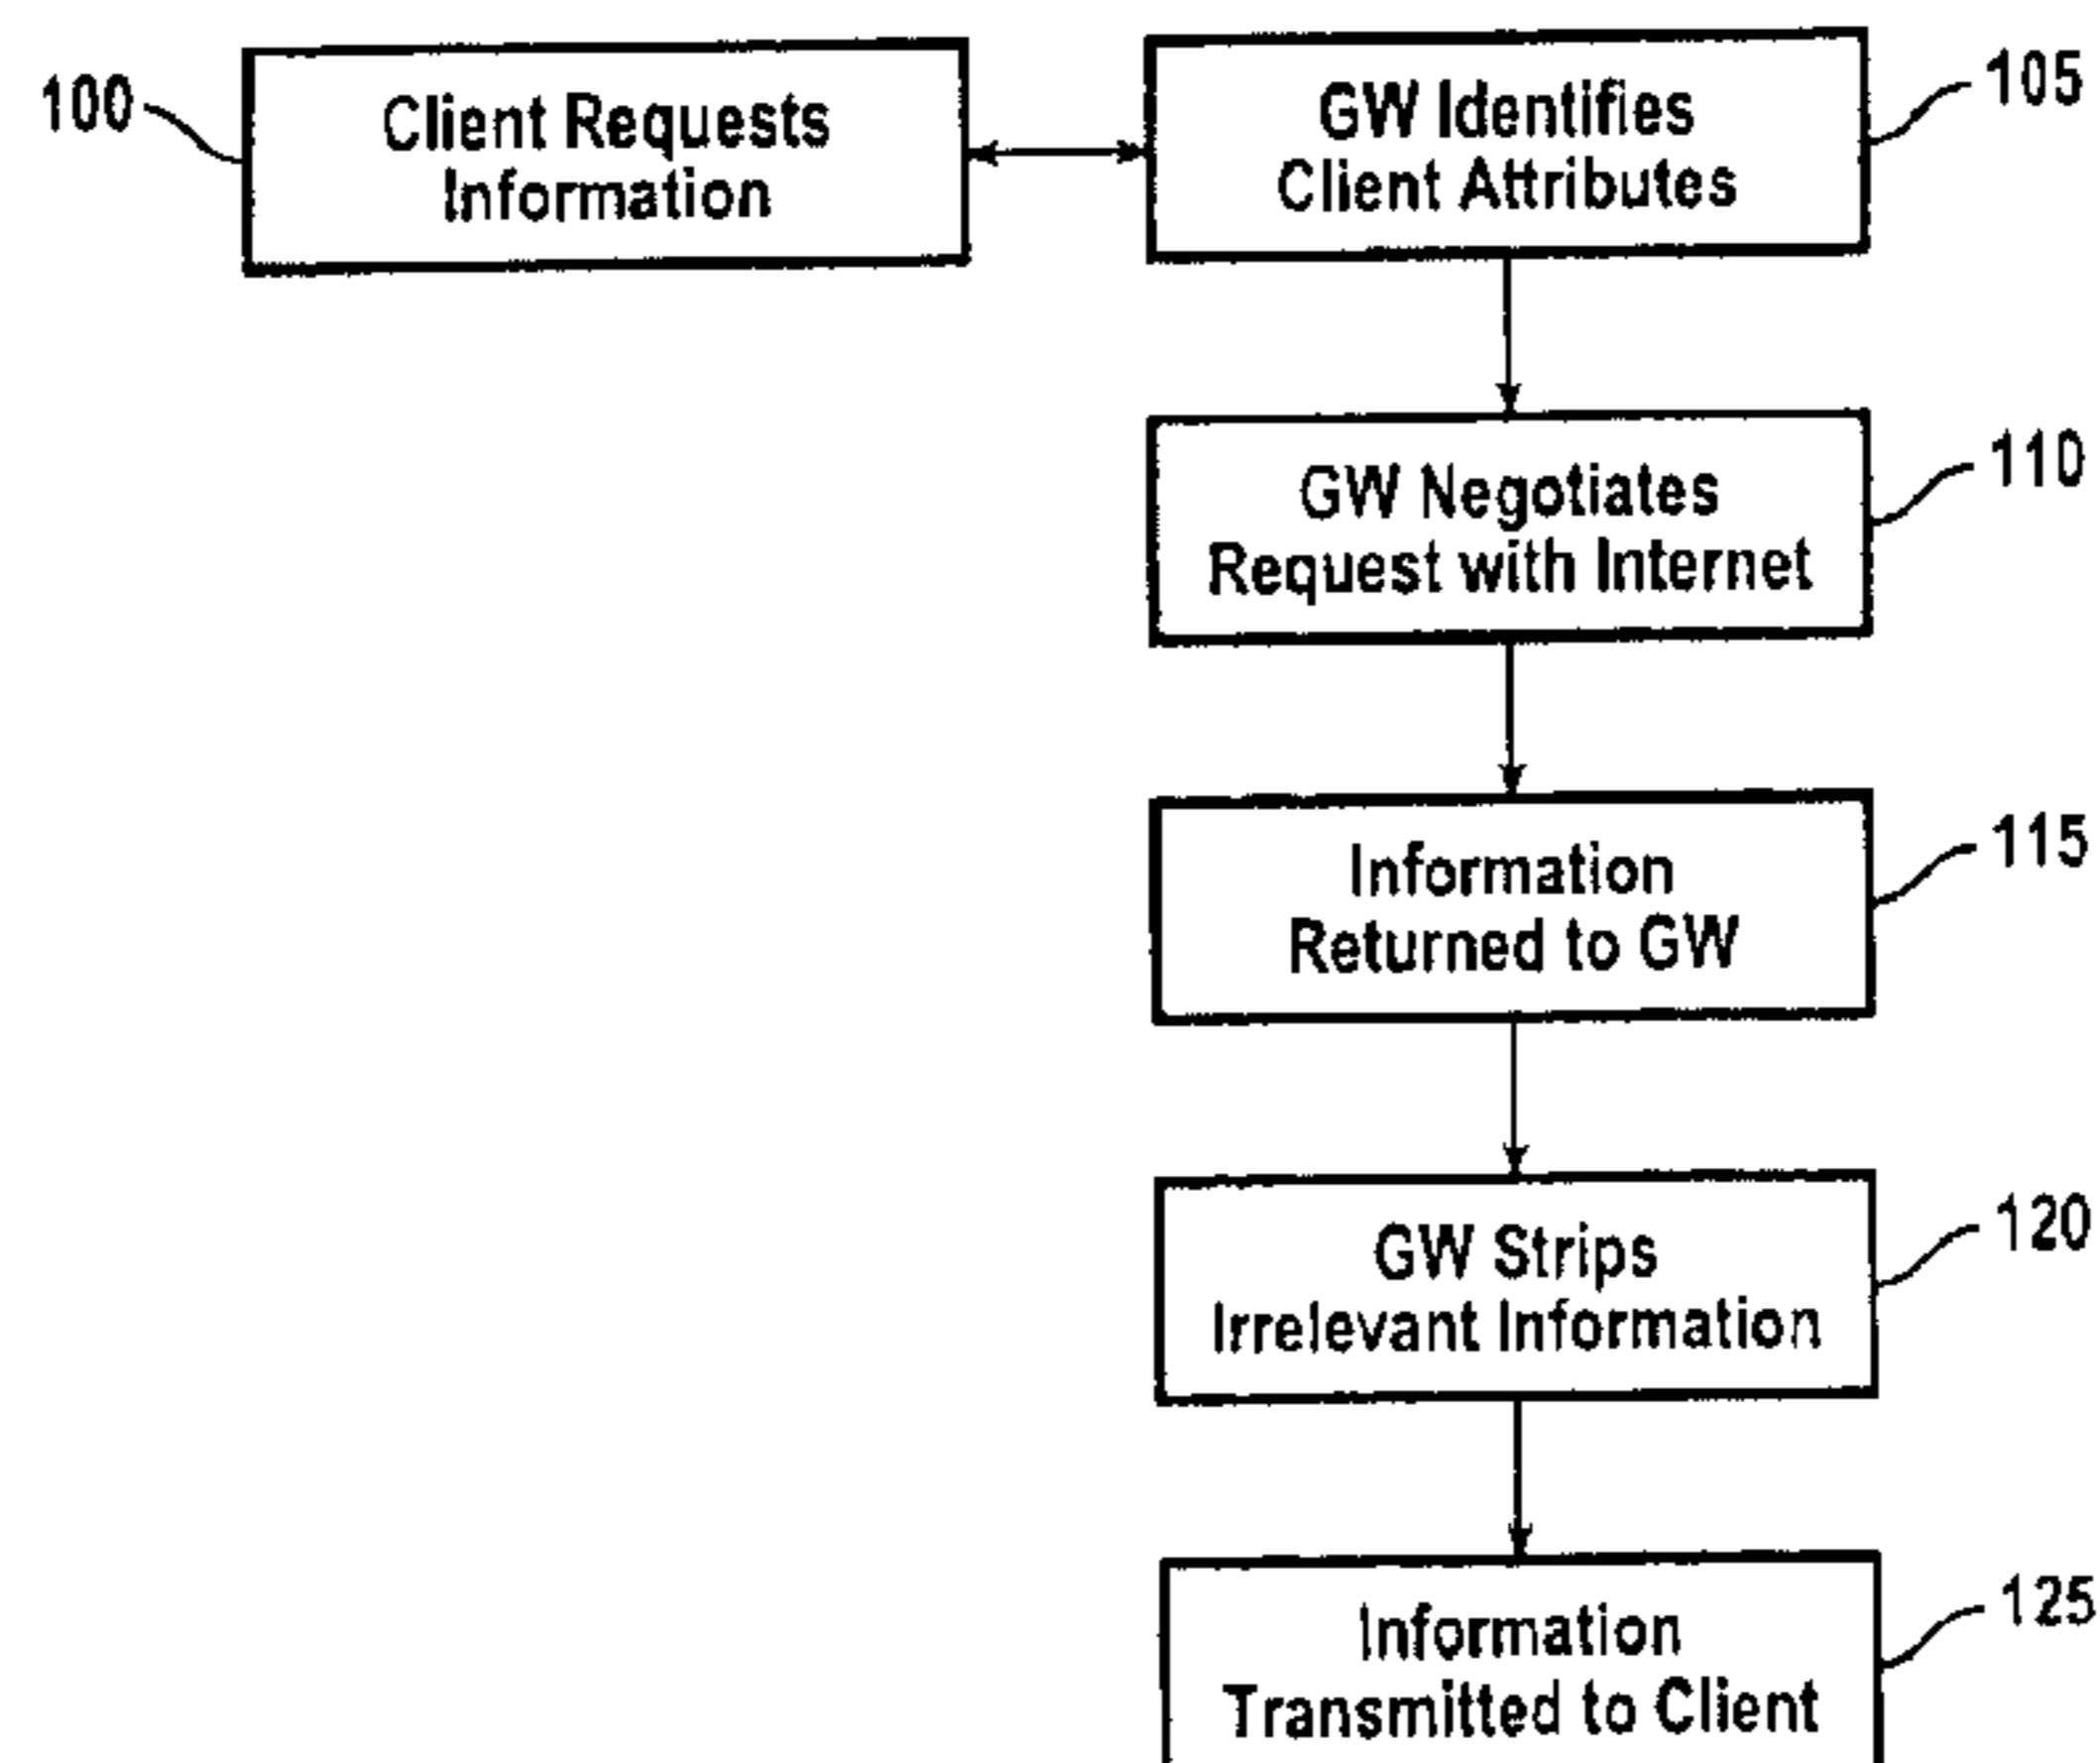 100
Client Requests
Information
GW Identifies
Client Attributes
105
GW Negotiates
Request with Internet
110
Information
Returned to GW
115
GW Strips
Irrelevant Information
120
Information
Transmitted to Client
125